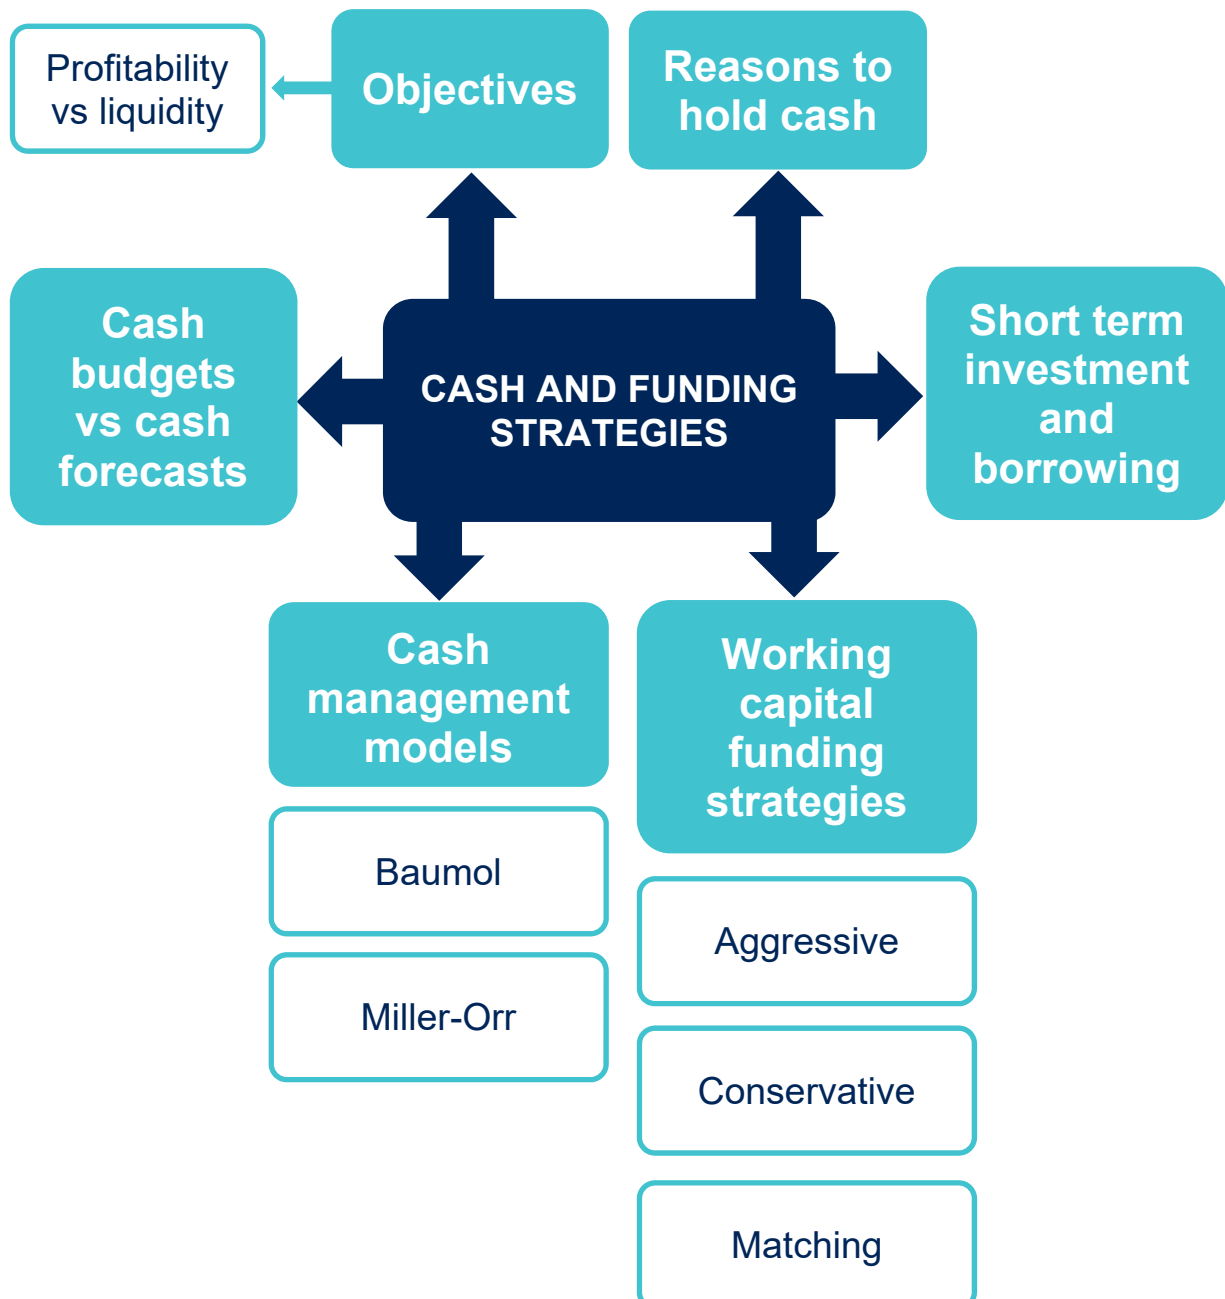 Profitability
vs liquidity
Objectives
Reasons to
hold cash
Cash
budgets
vs cash
forecasts
CASH AND FUNDING
STRATEGIES
Short term
investment
and
borrowing
Cash
management
models
Baumol
Miller-Orr
Working
capital
funding
strategies
Aggressive
Conservative
Matching